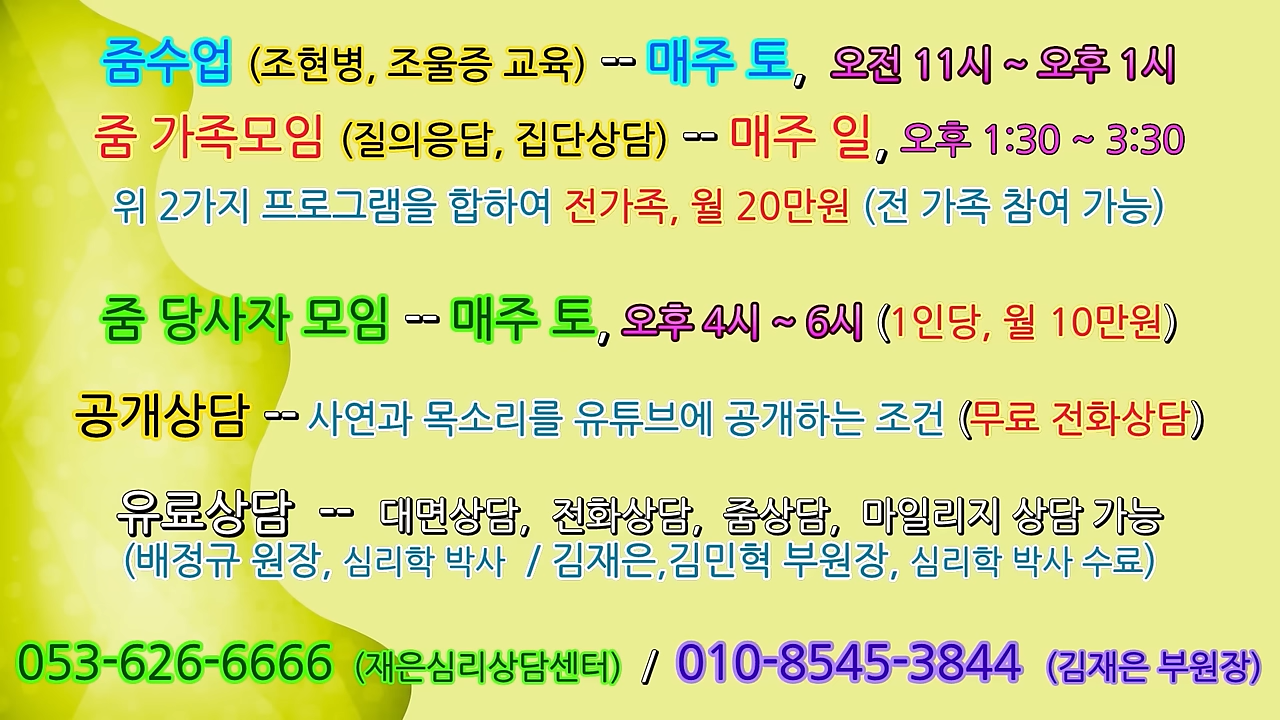 줌수업 (조현병, 조울증 교육) -- 매주 토, 오전 11시 ~ 오후 1시
줌 가족모임 (질의응답, 집단상담) -- 매주 일, 오후 1:30 ~ 3:30
위 2가지 프로그램을 합하여 전가족, 월 20만원 (전 가족 참여 가능)
줌 당사자 모임 -- 매주 토, 오후 4시 ~ 6시 (1인당, 월 10만원)
공개상담 -- 사연과 목소리를 유튜브에 공개하는 조건 (무료 전화상담)
유료상담 -- 대면상담, 전화상담, 줌상담, 마일리지 상담 가능
(배정규 원장, 심리학 박사 / 김재은,김민혁 부원장, 심리학 박사 수료)
053-626-6666 (재은심리상담센터) / 010-8545-3844 (김재은 부원장)